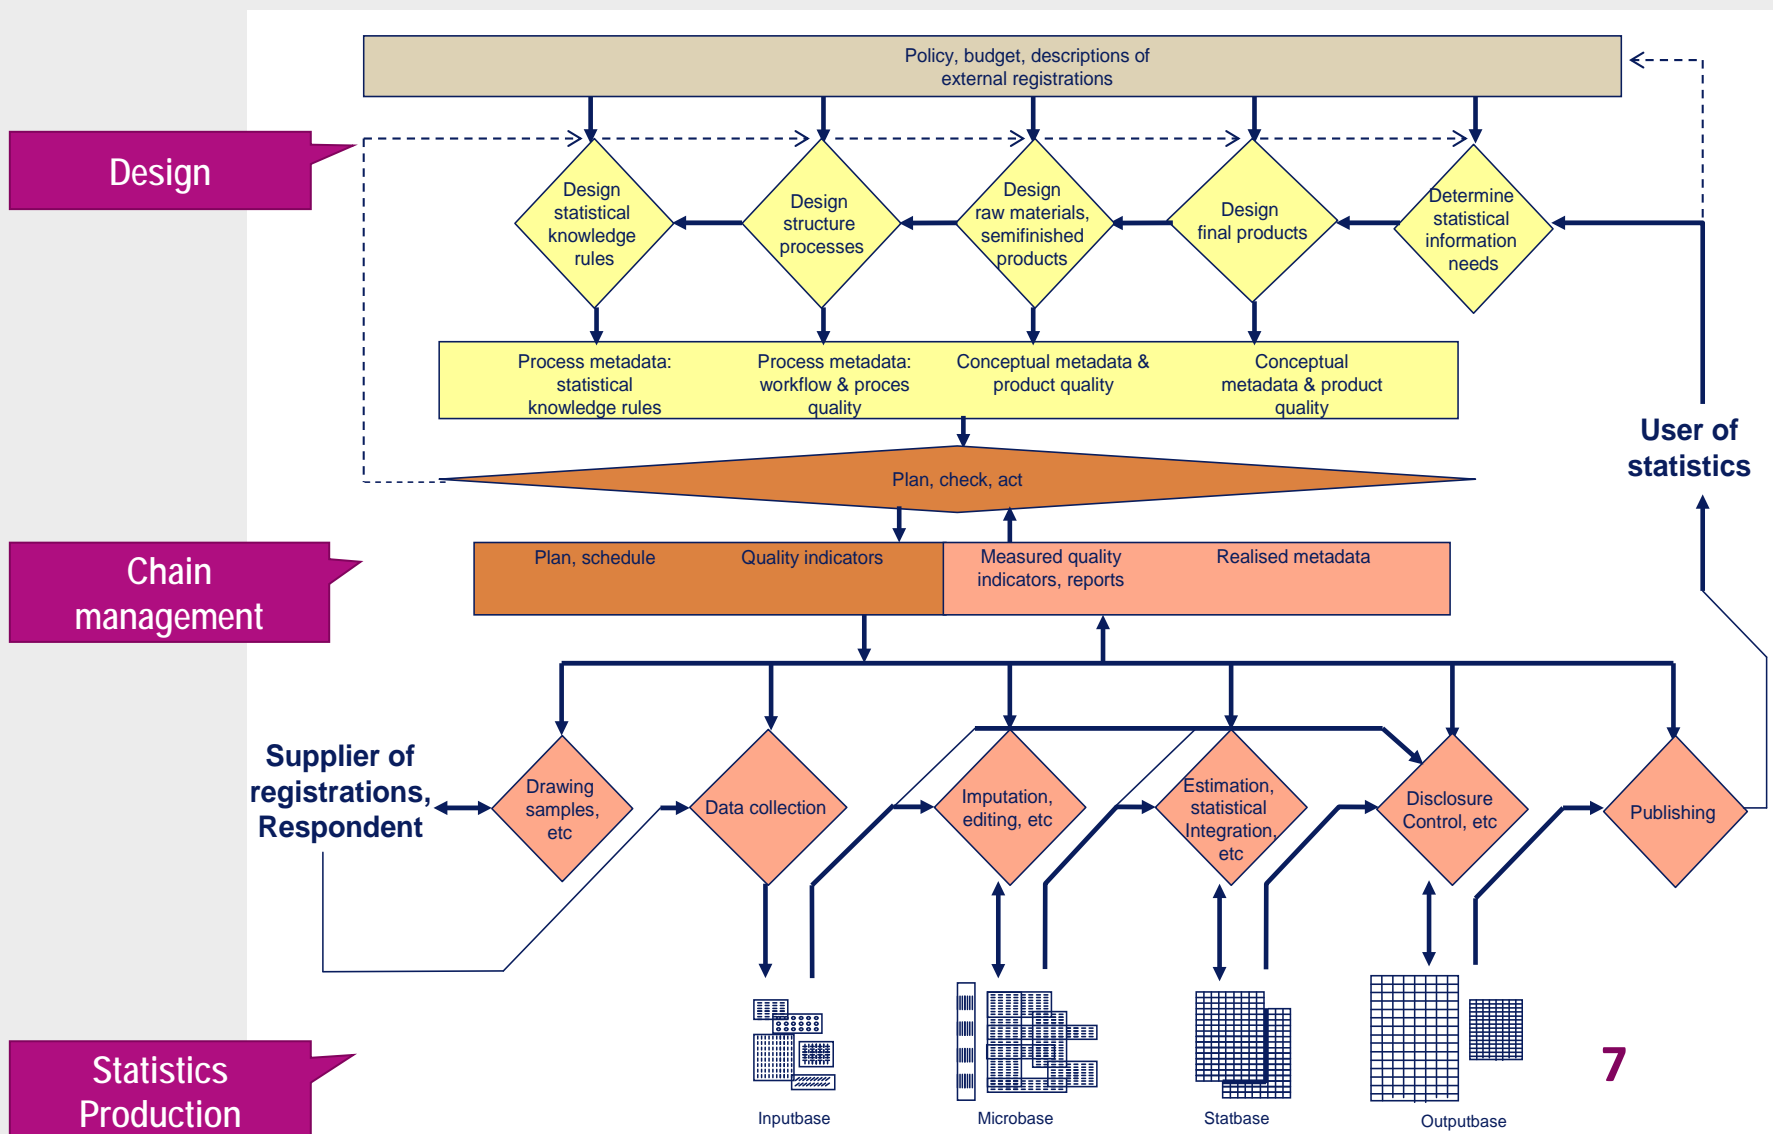 Policy, budget, descriptions of
external registrations
Design
Design
statistical
knowledge
rules
Design
structure
processes
Design
raw materials,
semifinished
products
Design
final products
Determine
statistical
information
needs
Process metadata:
statistical
knowledge rules
Process metadata:
workflow & proces
quality
Conceptual metadata &
product quality
Conceptual
metadata & product
quality
User of
statistics
Plan, check, act
Chain
management
Plan, schedule
Quality indicators
Measured quality
indicators, reports
Realised metadata
Supplier of
registrations,
Respondent
Drawing
samples,
etc
Data collection
Imputation,
editing, etc
Estimation,
statistical
Integration,
etc
Disclosure
Control, etc
Publishing
Statistics
Production
Inputbase
Microbase
Statbase
Outputbase
7